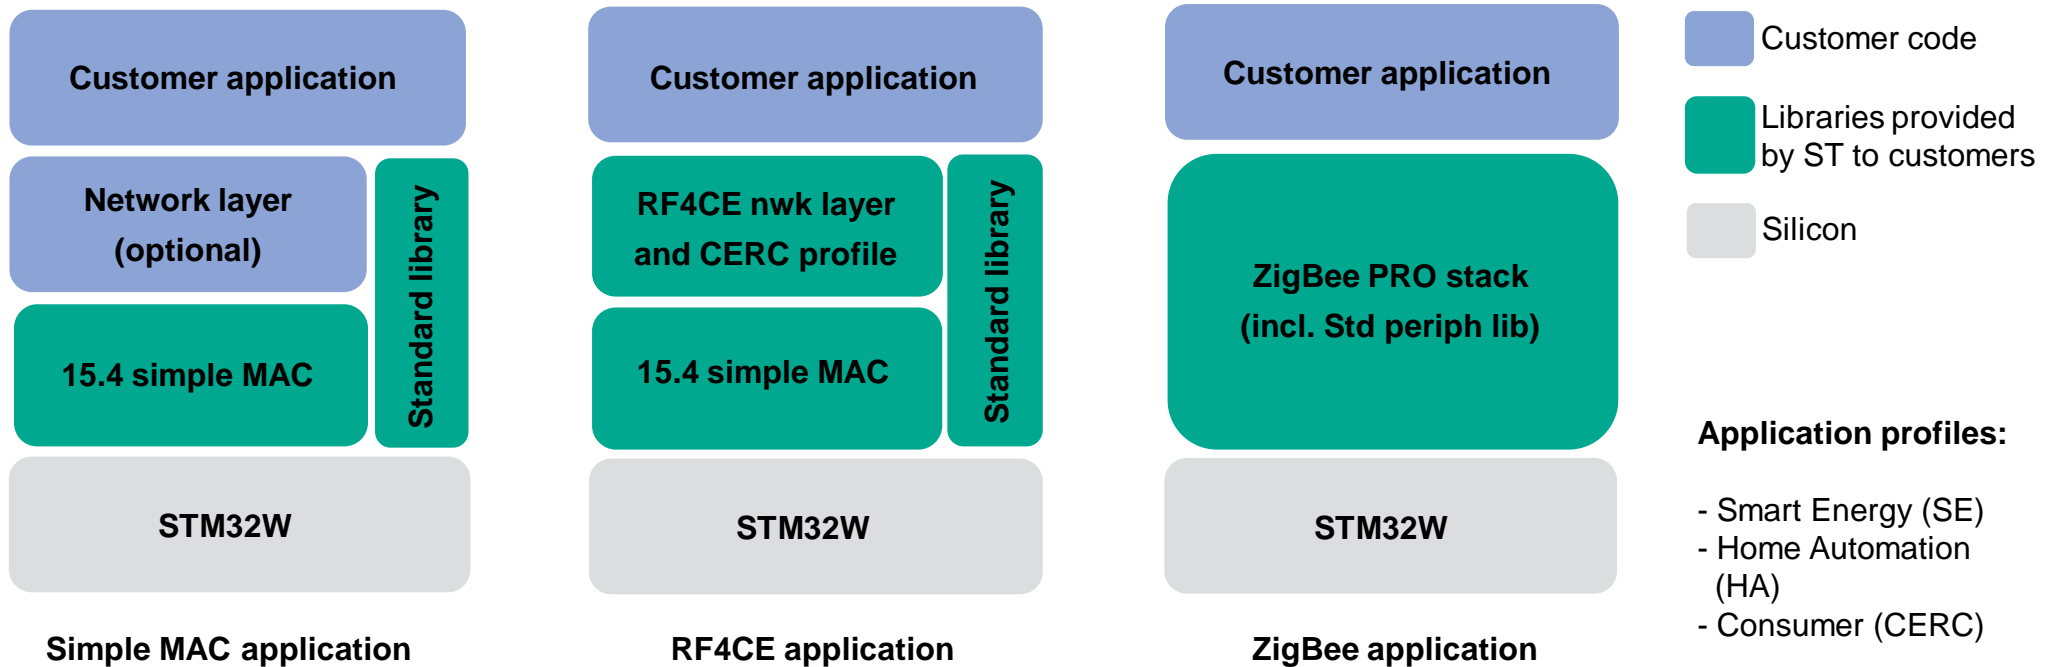 Customer application
Network layer
(optional)
15.4 simple MAC
Standard library
STM32W
Simple MAC application
Customer application
RF4CE nwk layer
and CERC profile
15.4 simple MAC
Standard library
STM32W
RF4CE application
Customer application
ZigBee PRO stack
(incl. Std periph lib)
STM32W
ZigBee application
Customer code
Libraries provided
by ST to customers
Silicon
Application profiles:
- Smart Energy (SE)
- Home Automation
(HA)
- Consumer (CERC)